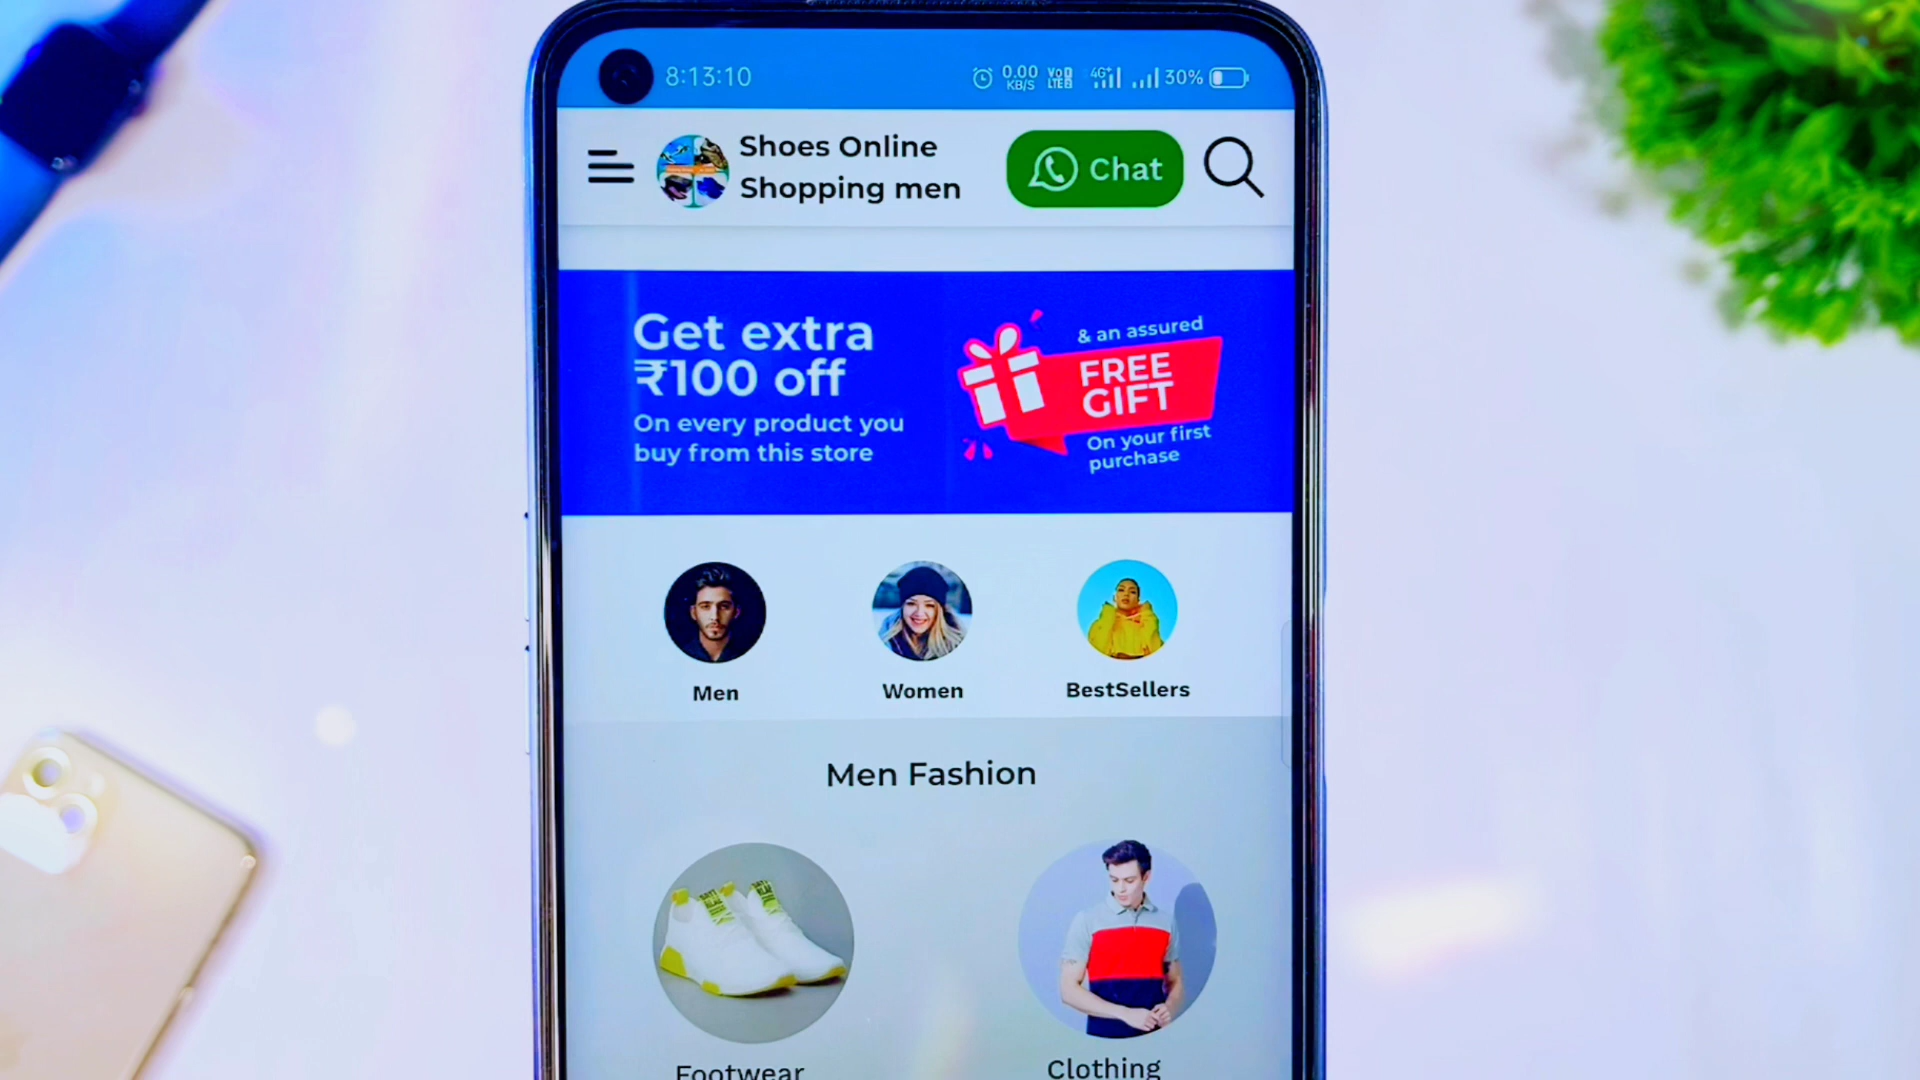 8:13:10
0.00
KB/S
Vo
LTE
4G+
30%
Shoes Online
Shopping men
Chat
Get extra
₹100 off
On every product you
buy from this store
& an assured
FREE
GIFT
On your first
purchase
Men
Women
BestSellers
Men Fashion
Footwear
Clothing